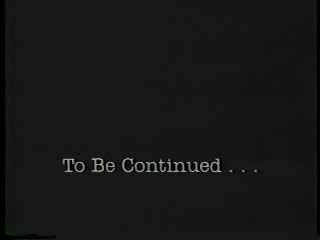 To Be Continued . . .